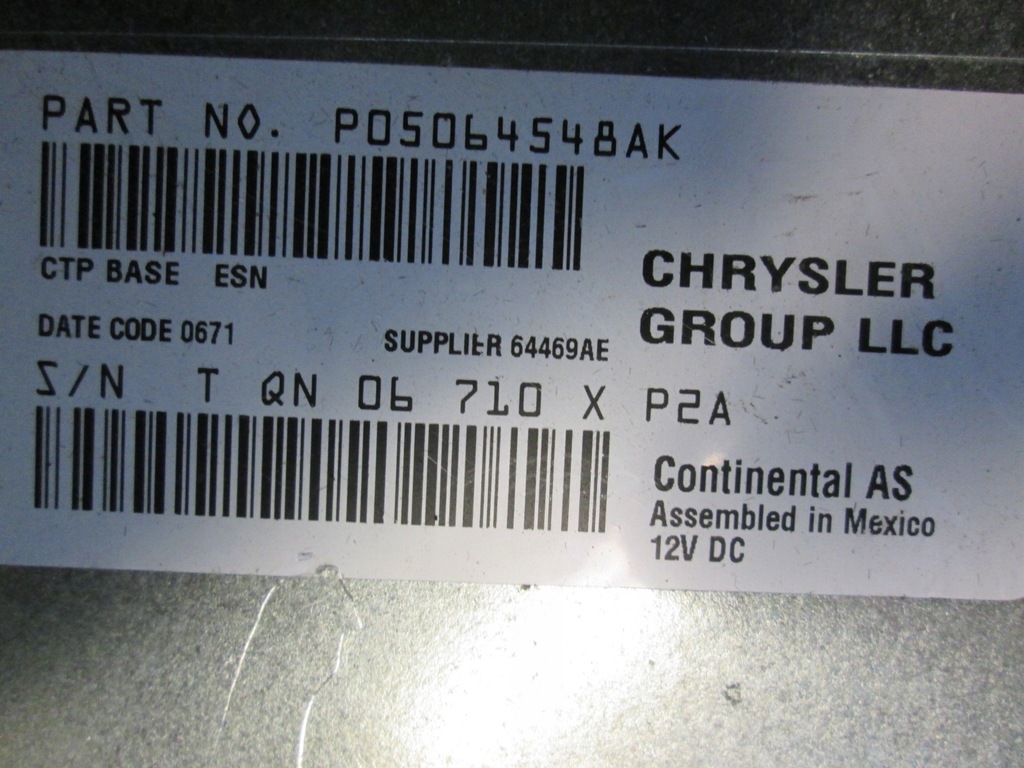 PART NO. P05064548AK
CTP BASE ESN
DATE CODE 0671
SUPPLIER 64469AE
S/N T QN 06 710 X P2A
CHRYSLER
GROUP LLC
Continental AS
Assembled in Mexico
12V DC